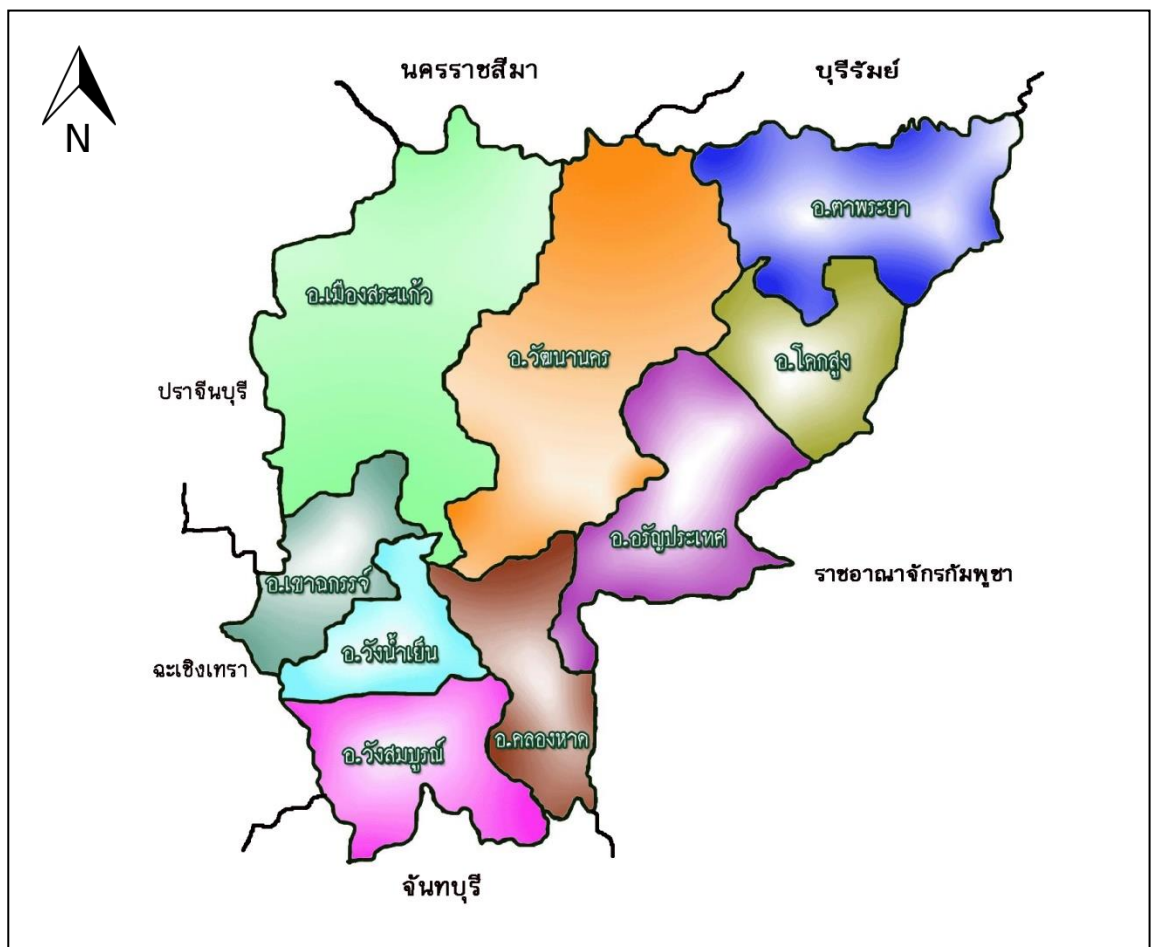 นครราชสีมา
บุรีรัมย์
N
อ.ตาพระยา
อ.เมืองสระแก้ว
อ.วัฒนานคร
อ.โคกสูง
ปราจีนบุรี
อ.อรัญประเทศ
ราชอาณาจักรกัมพูชา
อ.เขาฉกรรจ์
อ.วังน้ำเย็น
ฉะเชิงเทรา
อ.คลองหาด
อ.วังสมบูรณ์
จันทบุรี